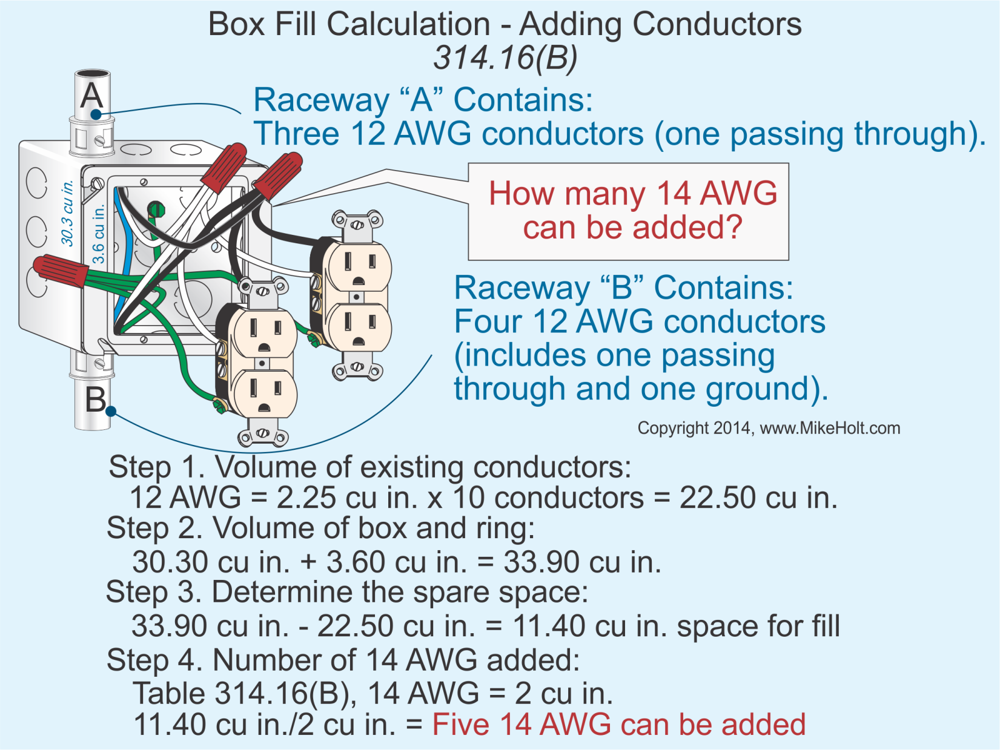 Box Fill Calculation - Adding Conductors
314.16(B)
A
Raceway “A” Contains:
Three 12 AWG conductors (one passing through).
30.3 cu in.
3.6 cu in.
How many 14 AWG
can be added?
Raceway “B” Contains:
Four 12 AWG conductors
(includes one passing
through and one ground).
B
Copyright 2014, www.MikeHolt.com
Step 1. Volume of existing conductors:
12 AWG = 2.25 cu in. x 10 conductors = 22.50 cu in.
Step 2. Volume of box and ring:
30.30 cu in. + 3.60 cu in. = 33.90 cu in.
Step 3. Determine the spare space:
33.90 cu in. - 22.50 cu in. = 11.40 cu in. space for fill
Step 4. Number of 14 AWG added:
Table 314.16(B), 14 AWG = 2 cu in.
11.40 cu in./2 cu in. = Five 14 AWG can be added